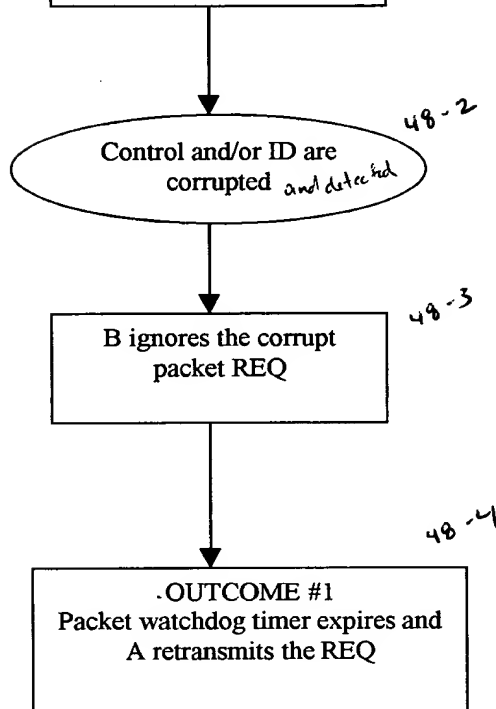 48-2
Control and/or ID are
corrupted and detected
48-3
B ignores the corrupt
packet REQ
48-4
OUTCOME #1
Packet watchdog timer expires and
A retransmits the REQ